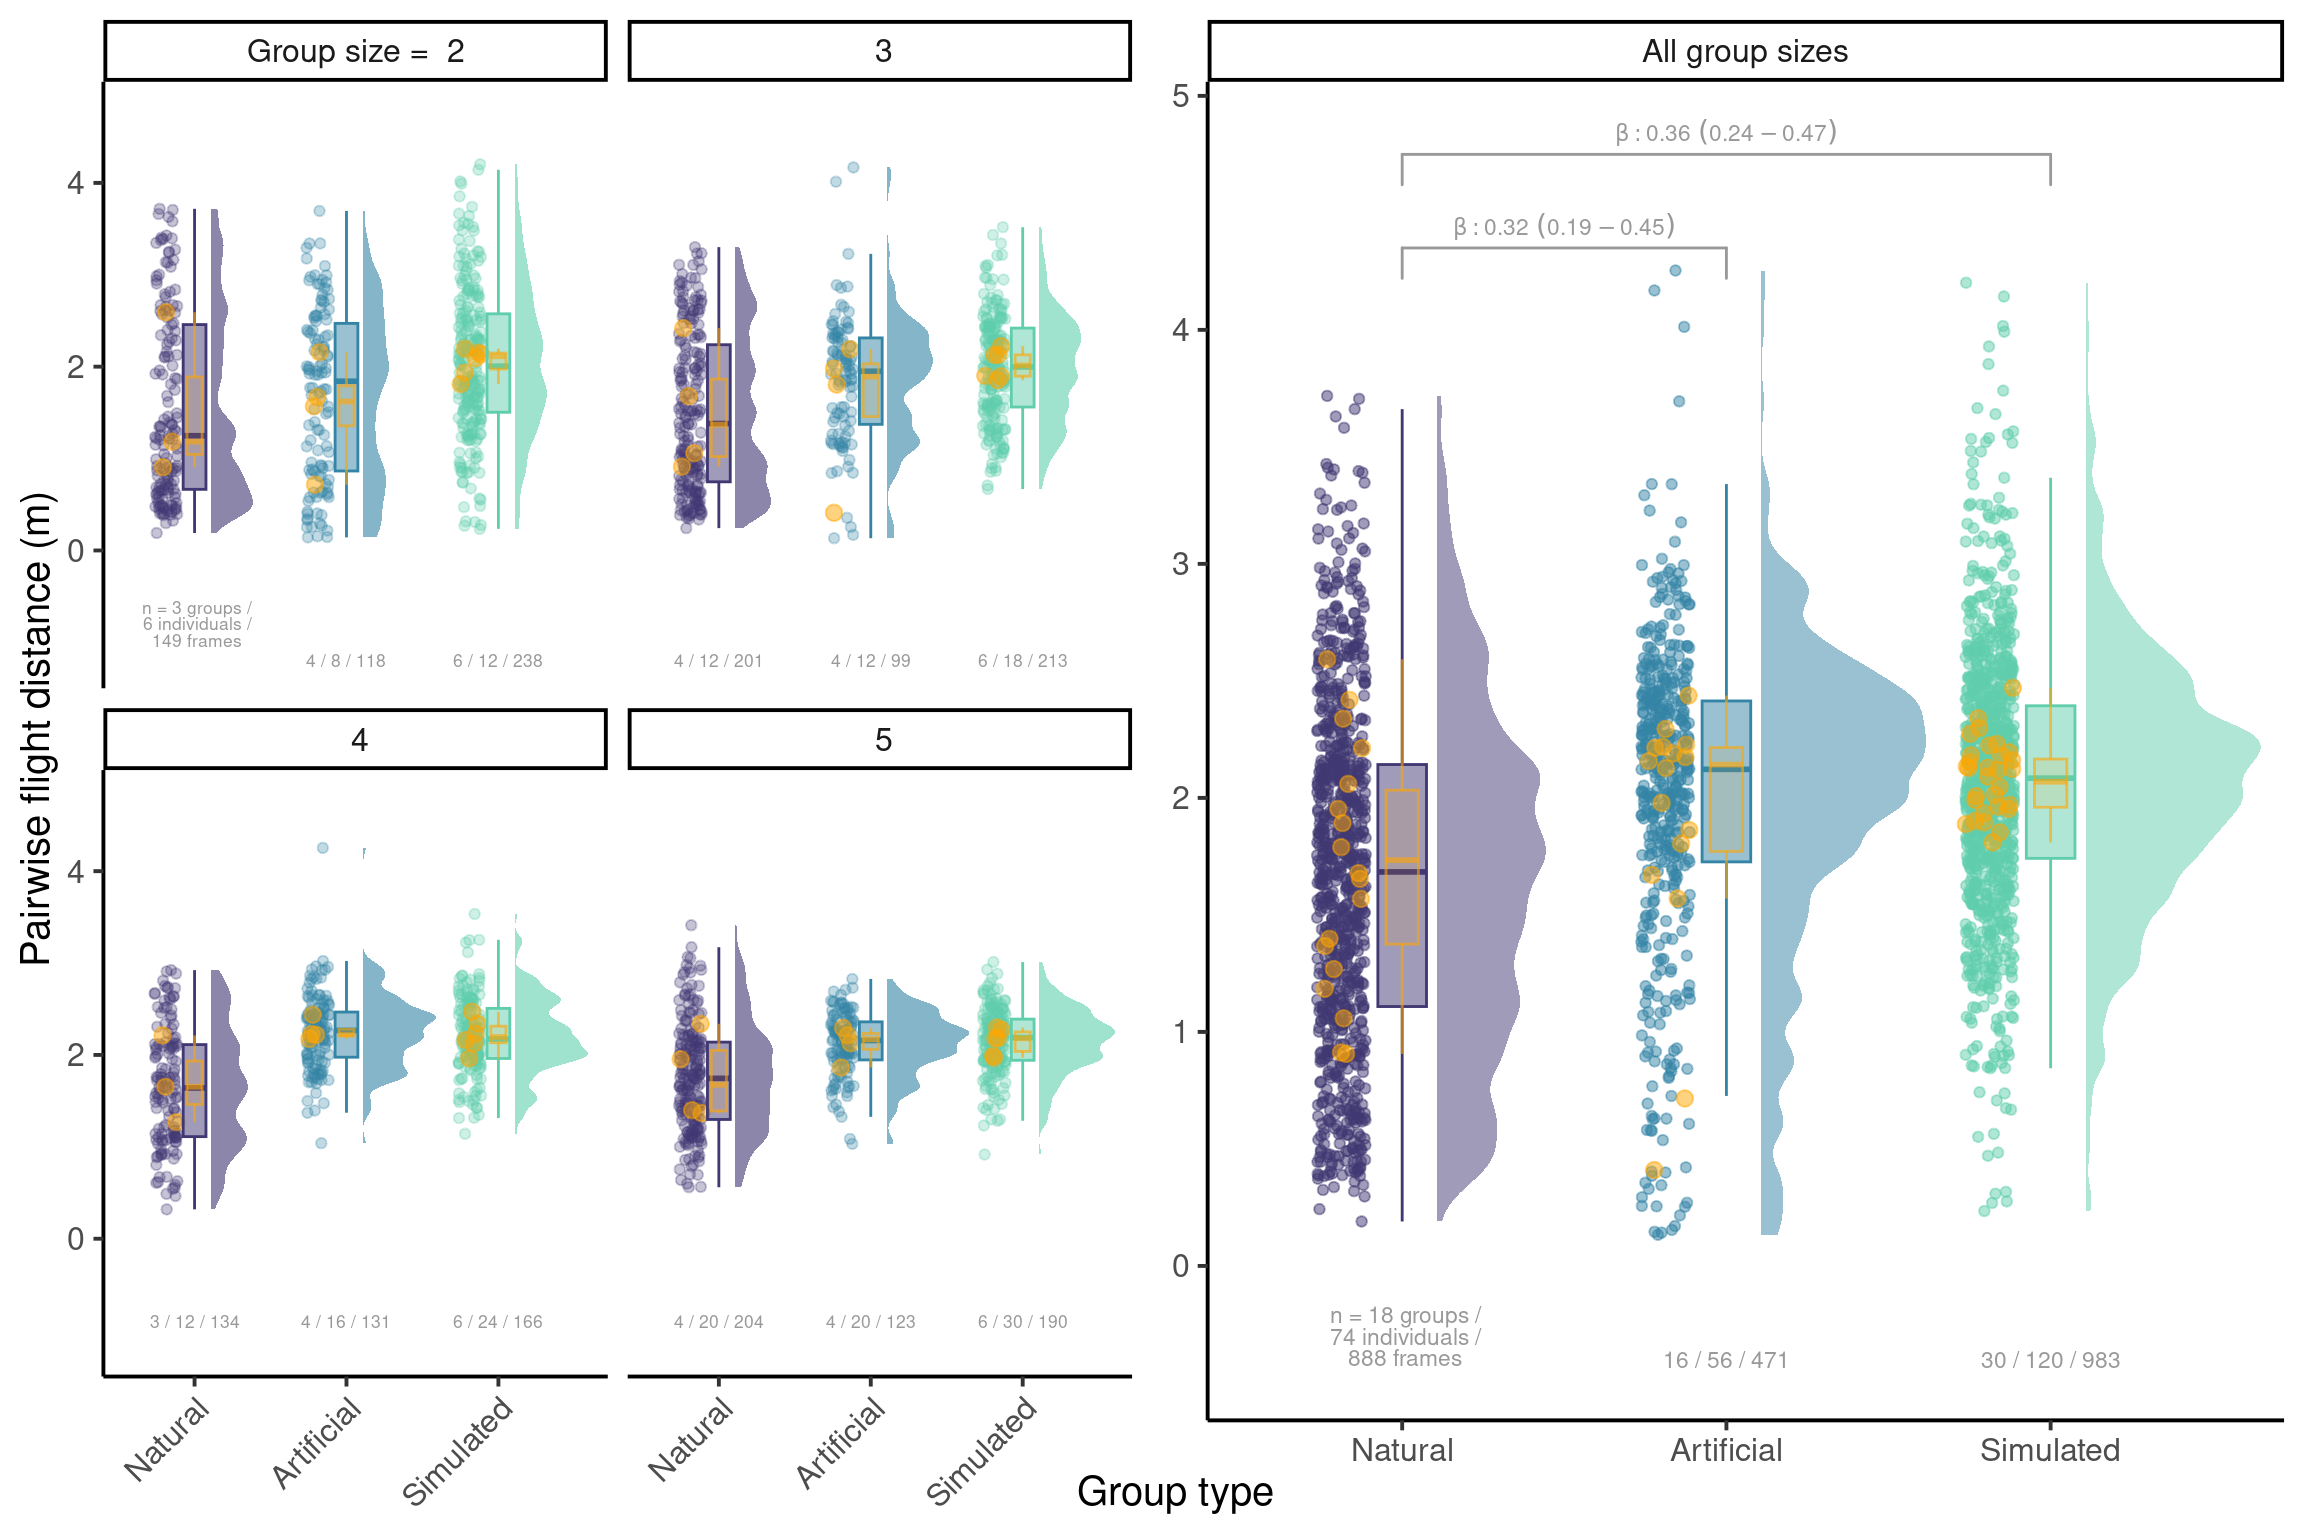 Group size =  2
3
All group sizes
Pairwise flight distance (m)
4
2
0
n = 3 groups /
6 individuals /
149 frames
4 / 8 / 118
6 / 12 / 238
4 / 12 / 201
4 / 12 / 99
6 / 18 / 213
4
5
4
2
0
3 / 12 / 134
4 / 16 / 131
6 / 24 / 166
4 / 20 / 204
4 / 20 / 123
6 / 30 / 190
Natural
Artificial
Simulated
Natural
Artificial
Simulated
5
4
3
2
1
0
β : 0.36 (0.24 − 0.47)
β : 0.32 (0.19 − 0.45)
n = 18 groups /
74 individuals /
888 frames
16 / 56 / 471
30 / 120 / 983
Natural
Artificial
Simulated
Group type